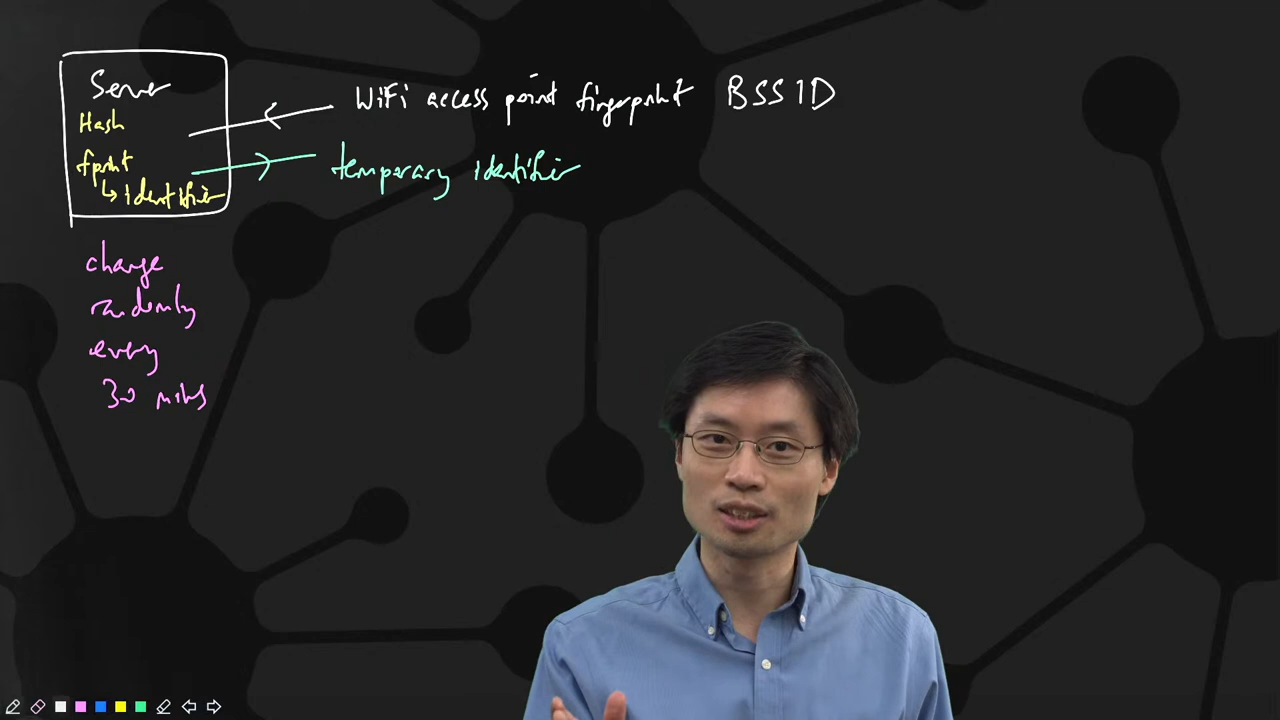 Server
WiFi access point fingerprint BSSID
Hash
fprint
↳ identifier
temporary identifier
change
randomly
every
30 mins